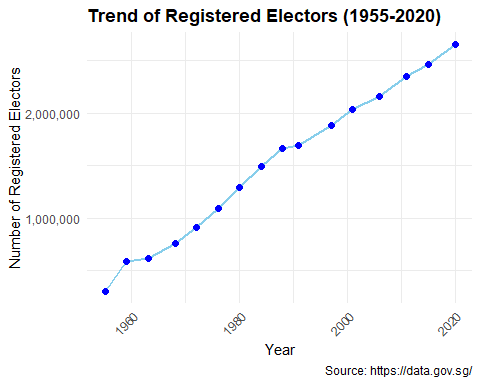 Trend of Registered Electors (1955-2020)
Number of Registered Electors
2,000,000
1,000,000
1960
1980
2000
2020
Year
Source: https://data.gov.sg/